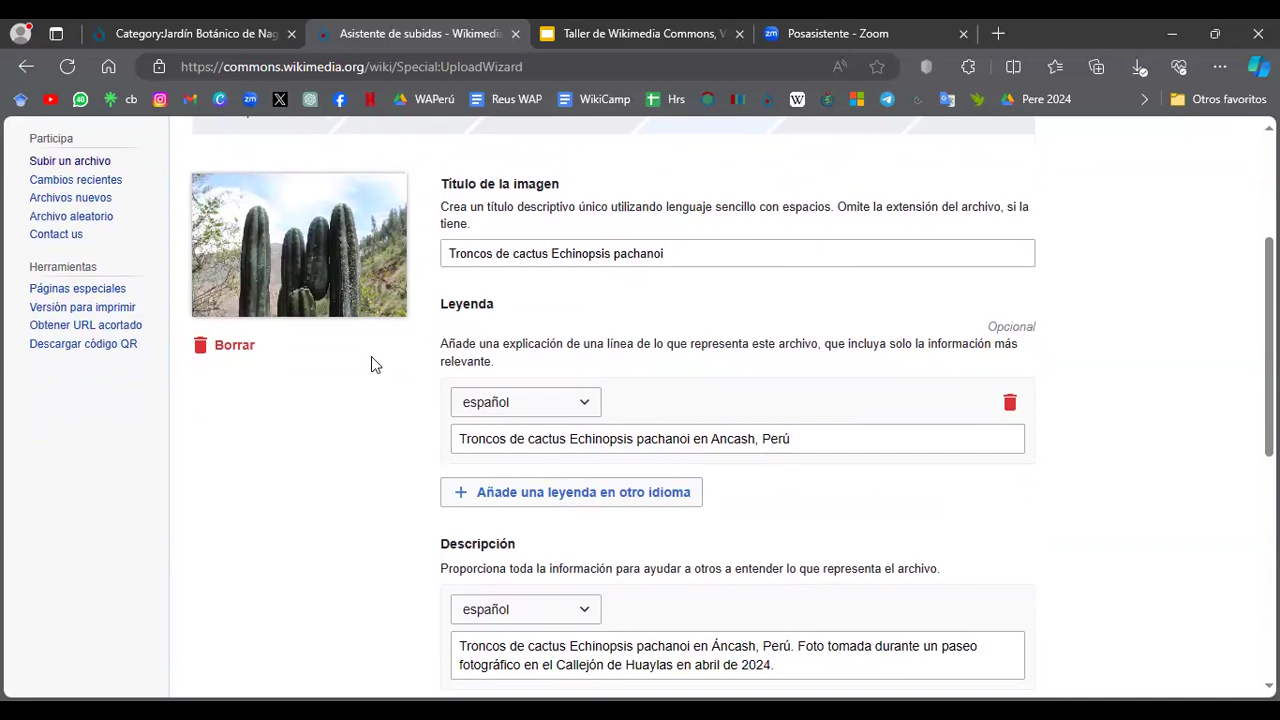 Category:Jardín Botánico de Nag
Asistente de subidas - Wikimedi
Taller de Wikimedia Commons, V
Posasistente - Zoom
https://commons.wikimedia.org/wiki/Special:UploadWizard
cb
WAPerú
Reus WAP
WikiCamp
Hrs
Pere 2024
Otros favoritos
Participa
Subir un archivo
Cambios recientes
Archivos nuevos
Archivo aleatorio
Contact us
Herramientas
Páginas especiales
Versión para imprimir
Obtener URL acortado
Descargar código QR
Borrar
Título de la imagen
Crea un título descriptivo único utilizando lenguaje sencillo con espacios. Omite la extensión del archivo, si la
tiene.
Troncos de cactus Echinopsis pachanoi
Leyenda
Opcional
Añade una explicación de una línea de lo que representa este archivo, que incluya solo la información más
relevante.
español
Troncos de cactus Echinopsis pachanoi en Ancash, Perú
Añade una leyenda en otro idioma
Descripción
Proporciona toda la información para ayudar a otros a entender lo que representa el archivo.
español
Troncos de cactus Echinopsis pachanoi en Áncash, Perú. Foto tomada durante un paseo
fotográfico en el Callejón de Huaylas en abril de 2024.